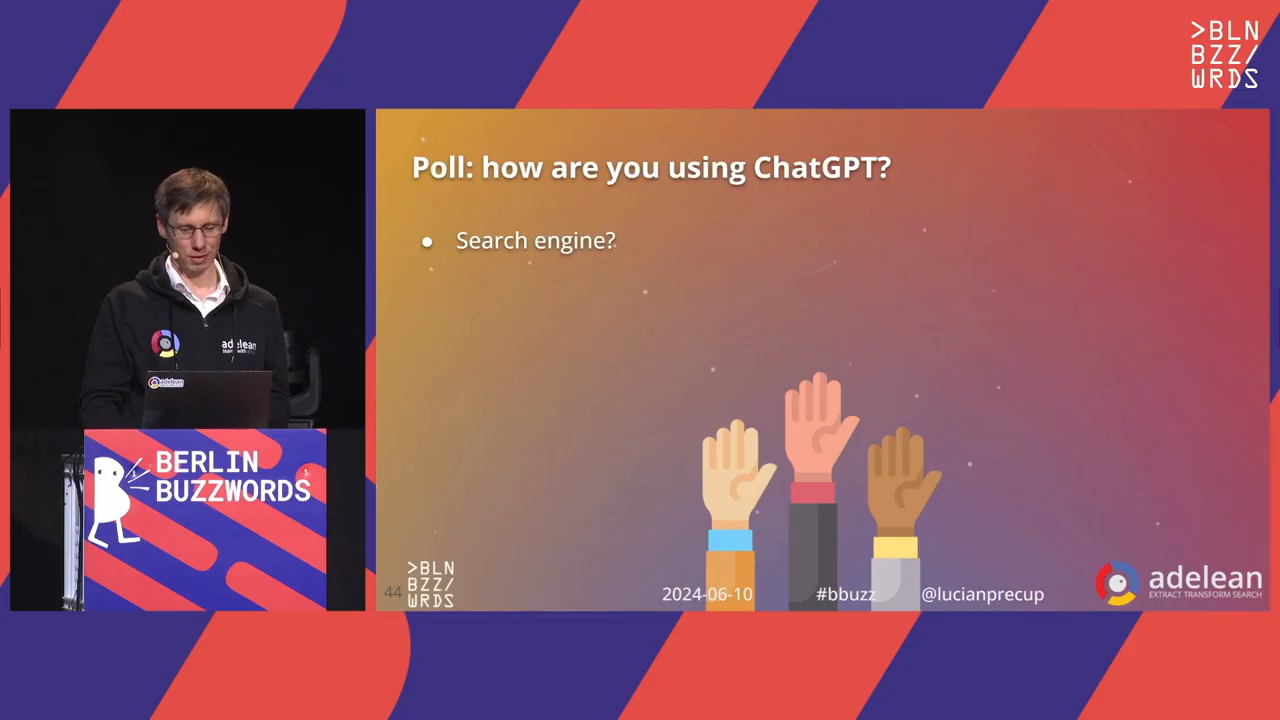 >BLN
BZZ/
WRDS
Poll: how are you using ChatGPT?
● Search engine?
adelean
adelean
BERLIN
BUZZWORDS
44
>BLN
BZZ/
WRDS
2024-06-10
#bbuzz
@lucianprecup
adelean
EXTRACT TRANSFORM SEARCH